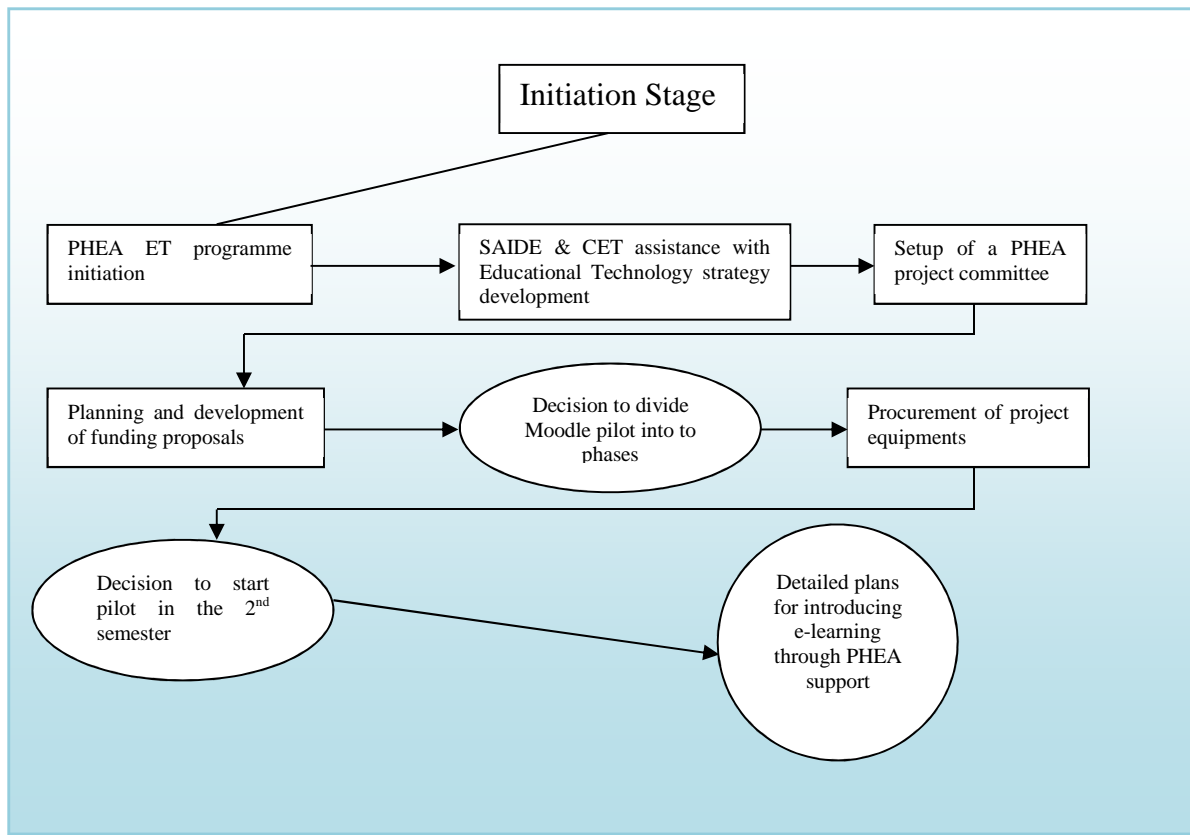 Initiation Stage
PHEA ET programme
initiation
SAIDE & CET assistance with
Educational Technology strategy
development
Setup of a PHEA
project committee
Planning and development
of funding proposals
Decision to divide
Moodle pilot into to
phases
Procurement of project
equipments
Decision to start
pilot in the 2nd
semester
Detailed plans
for introducing
e-learning
through PHEA
support